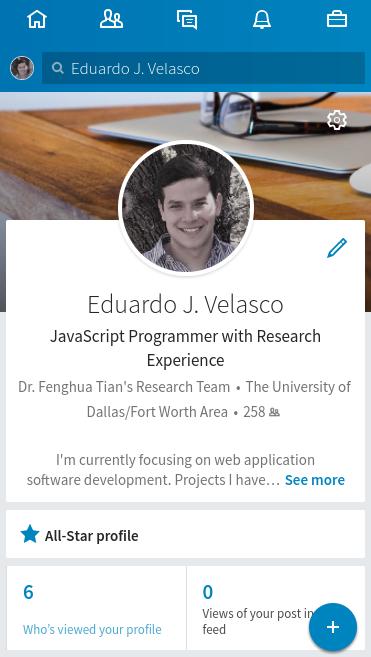 Eduardo J. Velasco
Eduardo J. Velasco
JavaScript Programmer with Research
Experience
Dr. Fenghua Tian's Research Team • The University of
Dallas/Fort Worth Area • 258
I'm currently focusing on web application
software development. Projects I have… See more
All-Star profile
6
Who's viewed your profile
0
Views of your post in
feed